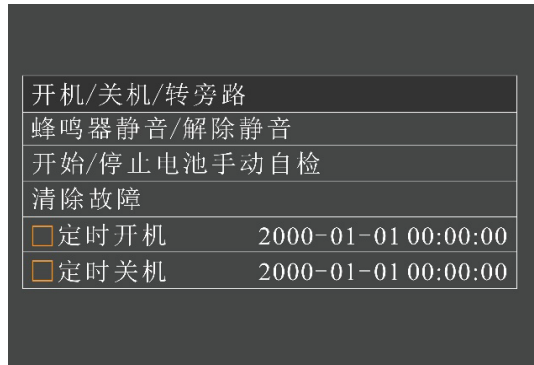 开机/关机/转旁路
蜂鸣器静音/解除静音
开始/停止电池手动自检
清除故障
定时开机 2000-01-01 00:00:00
定时关机 2000-01-01 00:00:00